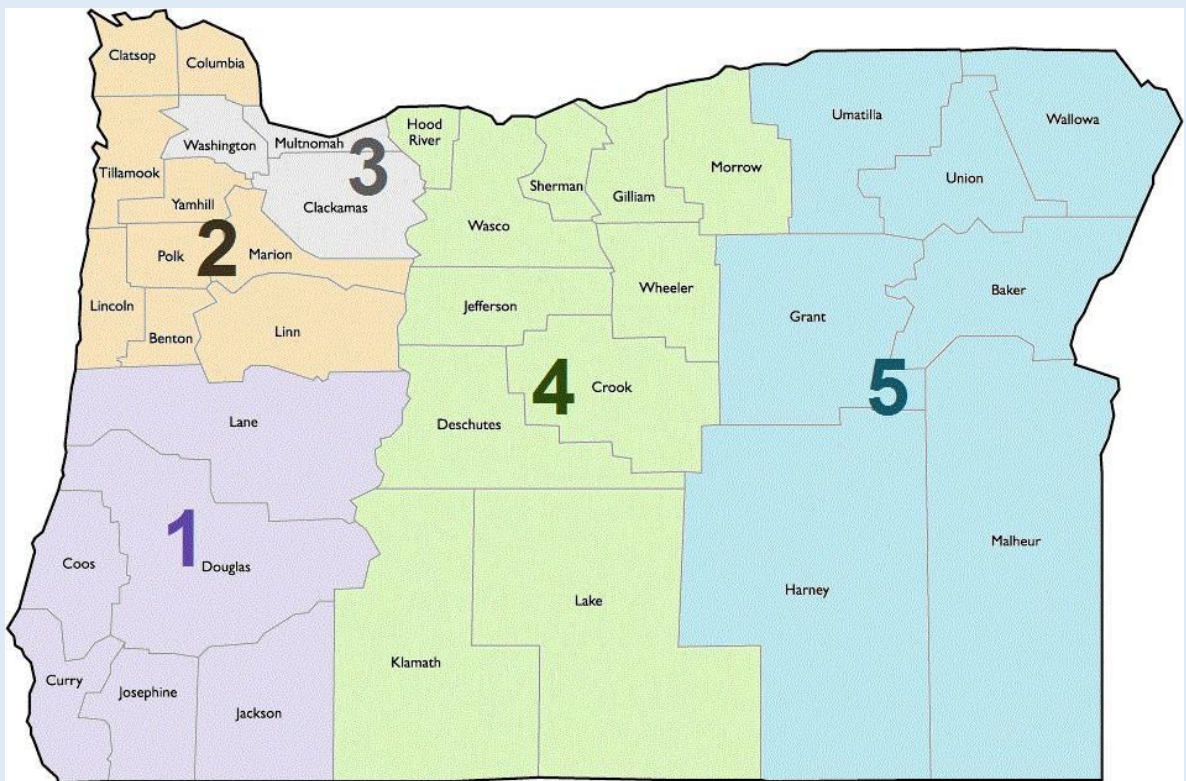 Clatsop
Columbia
Washington
Multnomah
3
Hood
River
Tillamook
Clackamas
Yamhill
Sherman
Gilliam
Morrow
Umatilla
Wallowa
Union
Wasco
Polk
2
Marion
Lincoln
Benton
Linn
Jefferson
Wheeler
Grant
Baker
4
Crook
5
Deschutes
Lane
1
Coos
Douglas
Lake
Harney
Malheur
Klamath
Curry
Josephine
Jackson